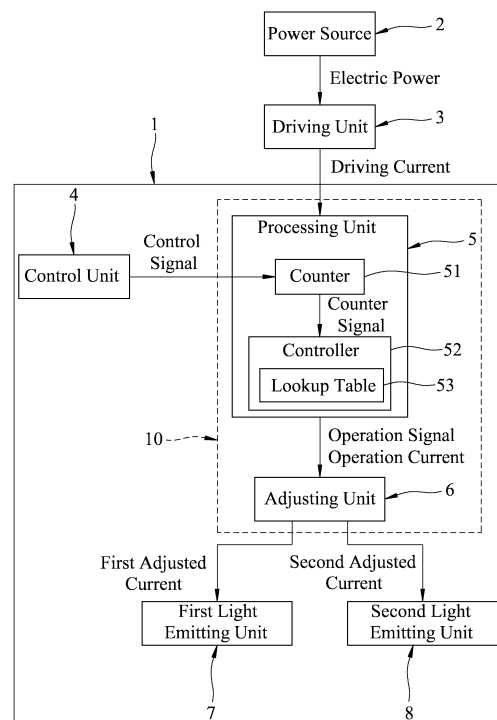 Power Source
2
Electric Power
Driving Unit
3
1
Driving Current
4
Processing Unit
5
Control
Signal
Control Unit
Counter
51
Counter
Signal
Controller
52
Lookup Table
53
10
Operation Signal
Operation Current
Adjusting Unit
6
First Adjusted
Current
Second Adjusted
Current
First Light
Emitting Unit
Second Light
Emitting Unit
7
8